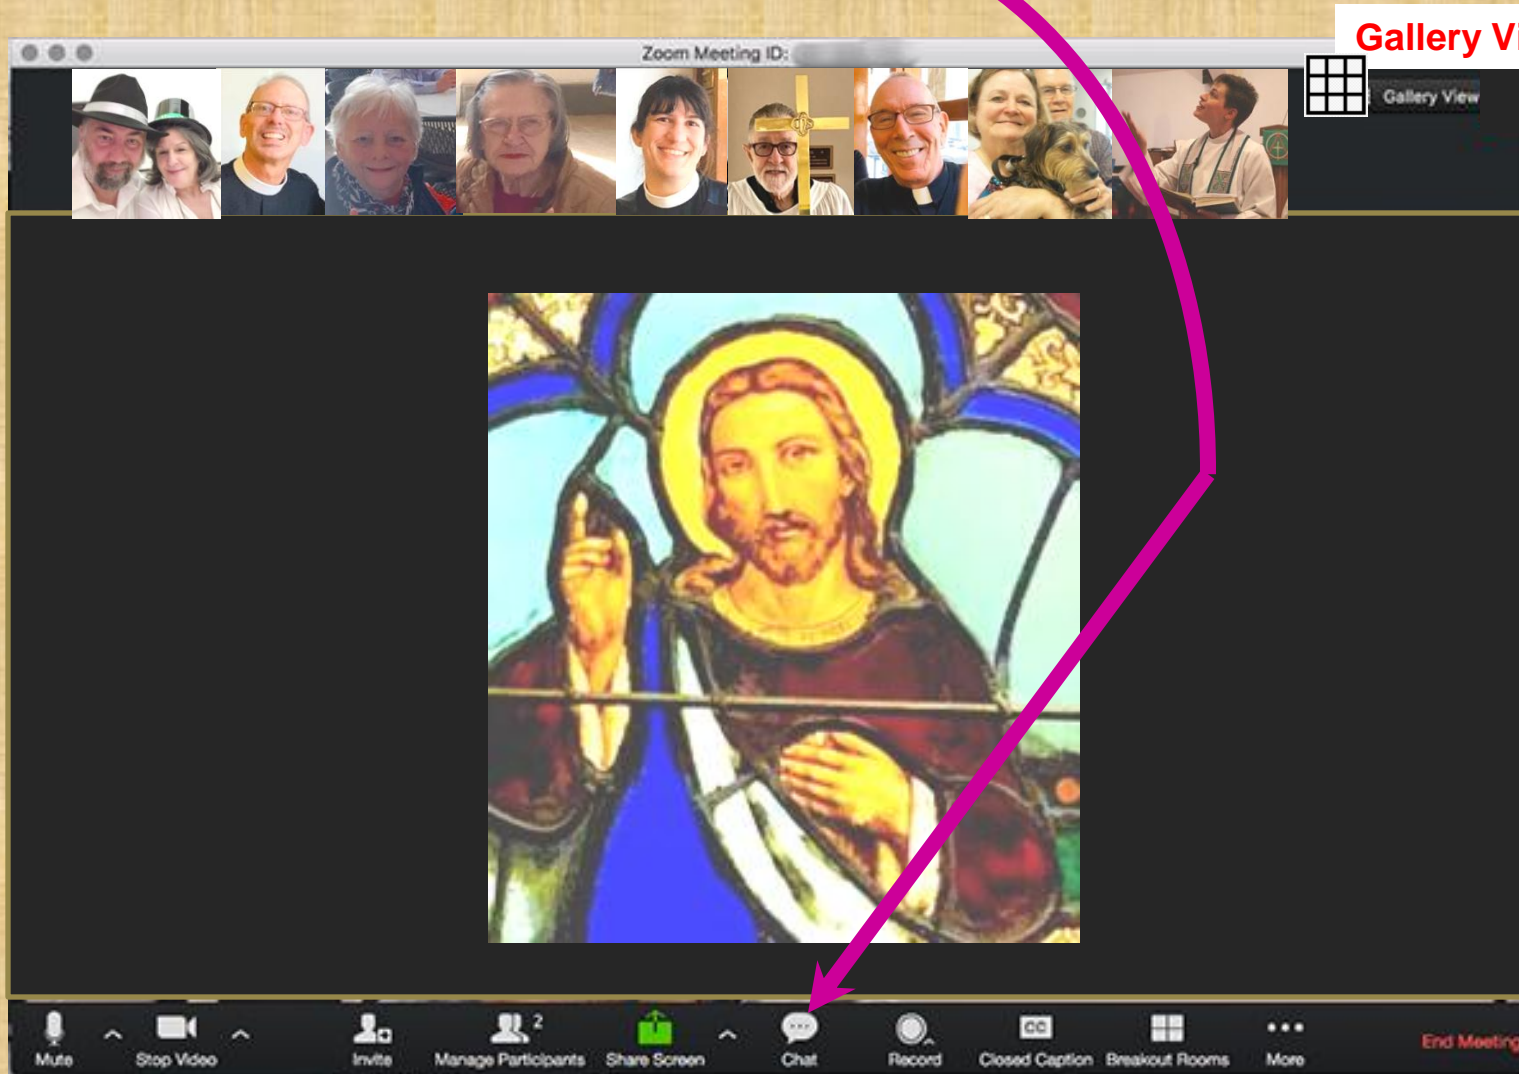 Gallery Vi
Zoom Meeting ID:
Gallery View
2
CC
Mute
Stop Video
Invite
Manage Participants
Share Screen
Chat
Record
Closed Caption
Breakout Rooms
More
End Meeting